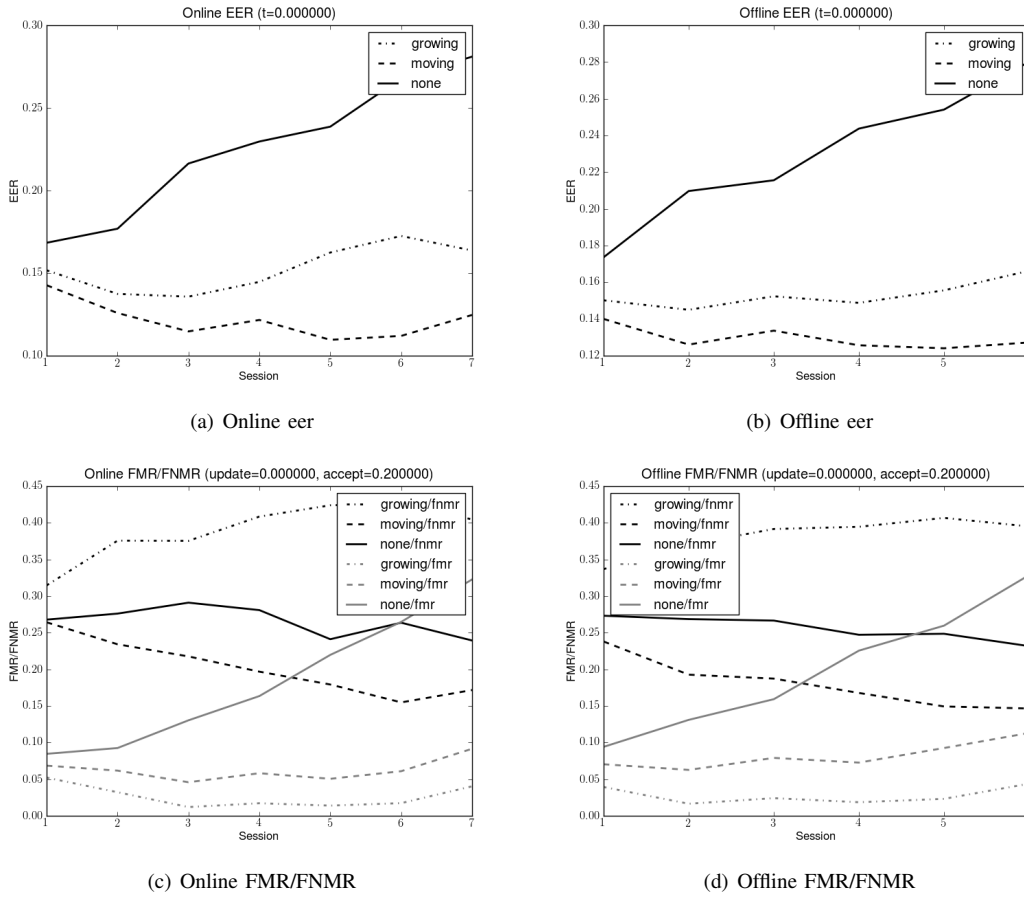 Online EER (t=0.000000)
0.30
0.25
0.20
0.15
0.10
EER
growing
moving
none
1 2 3 4 5 6 7
Session
(a) Online eer
Offline EER (t=0.000000)
0.30
0.28
0.26
0.24
0.22
0.20
0.18
0.16
0.14
0.12
EER
growing
moving
none
1 2 3 4 5
Session
(b) Offline eer
Online FMR/FNMR (update=0.000000, accept=0.200000)
0.45
0.40
0.35
0.30
0.25
0.20
0.15
0.10
0.05
0.00
FMR/FNMR
growing/fnmr
moving/fnmr
none/fnmr
growing/fmr
moving/fmr
none/fmr
1 2 3 4 5 6 7
Session
(c) Online FMR/FNMR
Offline FMR/FNMR (update=0.000000, accept=0.200000)
0.45
0.40
0.35
0.30
0.25
0.20
0.15
0.10
0.05
0.00
FMR/FNMR
growing/fnmr
moving/fnmr
none/fnmr
growing/fmr
moving/fmr
none/fmr
1 2 3 4 5
Session
(d) Offline FMR/FNMR